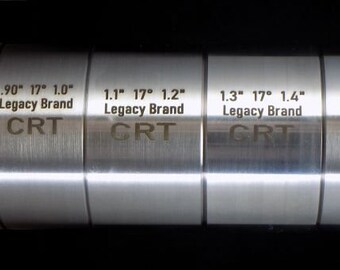 .90" 17° 1.0"
Legacy Brand
CRT
1.1" 17° 1.2"
Legacy Brand
CRT
1.3" 17° 1.4"
Legacy Brand
CRT